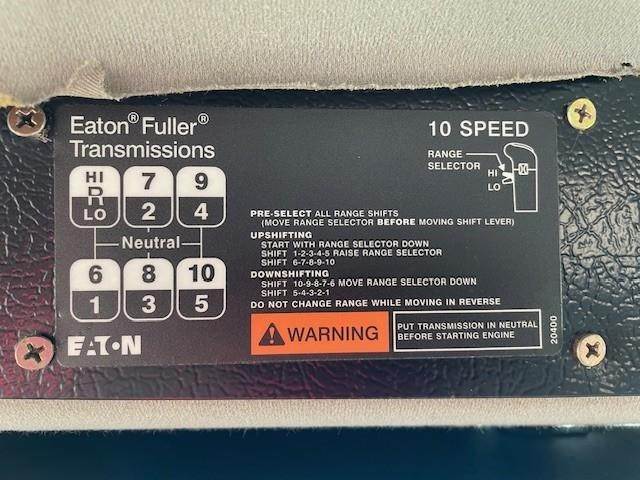 Eaton® Fuller®
Transmissions
10 SPEED
RANGE
SELECTOR
HI
LO
HI 7 9
R
LO 2 4
Neutral
6 8 10
1 3 5
PRE-SELECT ALL RANGE SHIFTS
(MOVE RANGE SELECTOR BEFORE MOVING SHIFT LEVER)
UPSHIFTING
START WITH RANGE SELECTOR DOWN
SHIFT 1-2-3-4-5 RAISE RANGE SELECTOR
SHIFT 6-7-8-9-10
DOWNSHIFTING
SHIFT 10-9-8-7-6 MOVE RANGE SELECTOR DOWN
SHIFT 5-4-3-2-1
DO NOT CHANGE RANGE WHILE MOVING IN REVERSE
EATON
WARNING
PUT TRANSMISSION IN NEUTRAL
BEFORE STARTING ENGINE
20400